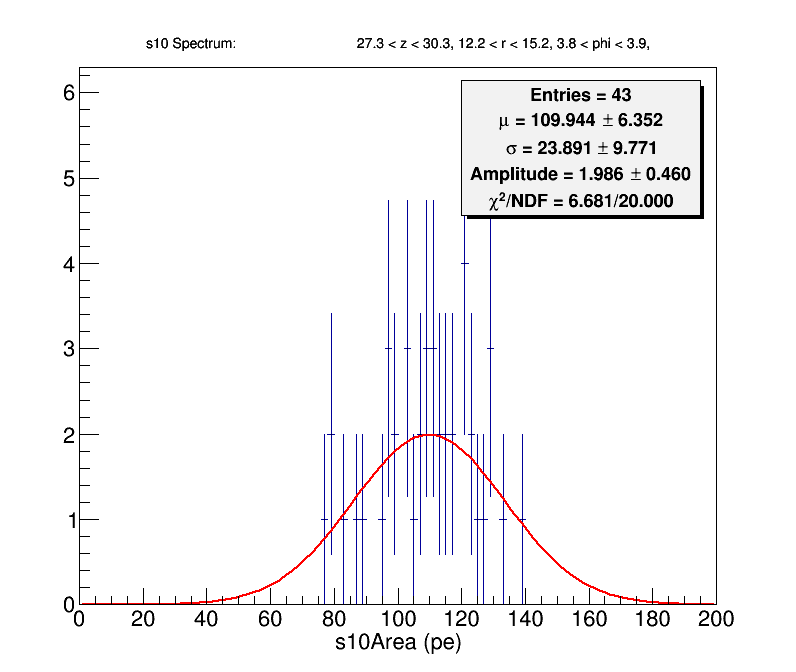 s10 Spectrum: 27.3 < z < 30.3, 12.2 < r < 15.2, 3.8 < phi < 3.9,
Entries = 43
μ = 109.944 ± 6.352
σ = 23.891 ± 9.771
Amplitude = 1.986 ± 0.460
χ²/NDF = 6.681/20.000
6
5
4
3
2
1
0
0 20 40 60 80 100 120 140 160 180 200
s10Area (pe)